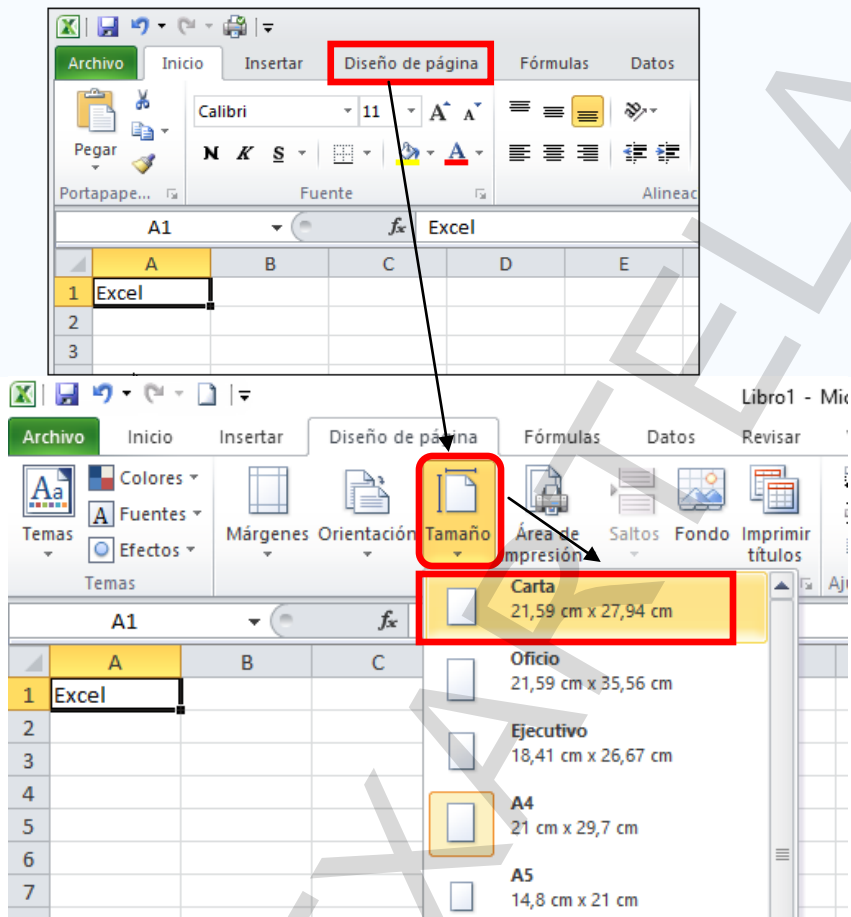 Archivo Inicio Insertar Diseño de página Fórmulas Datos
Calibri 11 A A
Pegar N K S A
Portapape... Fuente Alineac
A1 fx Excel
A B C D E
1 Excel
2
3
Libro1 - Mic
Archivo Inicio Insertar Diseño de página Fórmulas Datos Revisar
Aa Colores
A Fuentes
Temas Márgenes Orientación Tamaño Área de Saltos Fondo Imprimir
Efectos mpresión títulos
Temas Aju
A1 fx
Carta
21,59 cm x 27,94 cm
A B C
1 Excel
2
3
4
5
6
7
Oficio
21,59 cm x 35,56 cm
Ejecutivo
18,41 cm x 26,67 cm
A4
21 cm x 29,7 cm
A5
14,8 cm x 21 cm